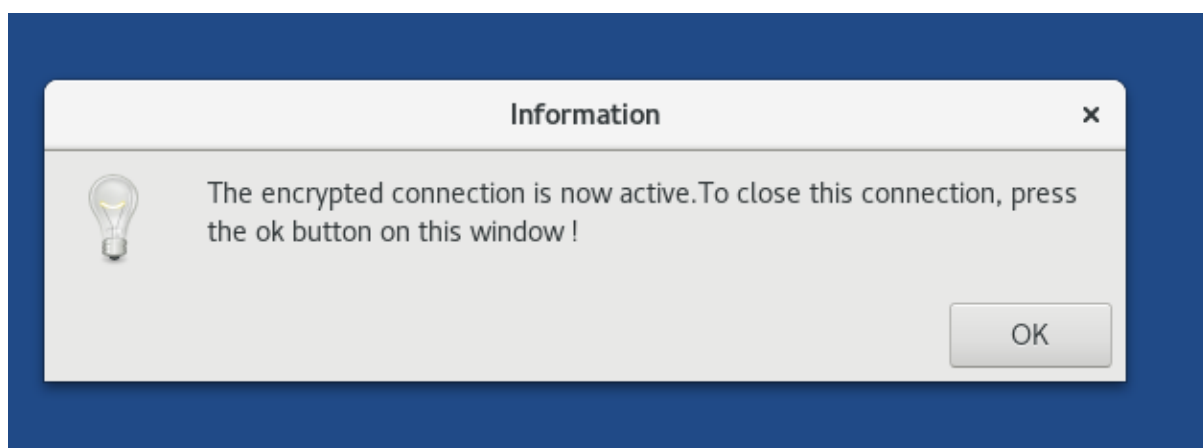 Information
The encrypted connection is now active.To close this connection, press
the ok button on this window !
OK